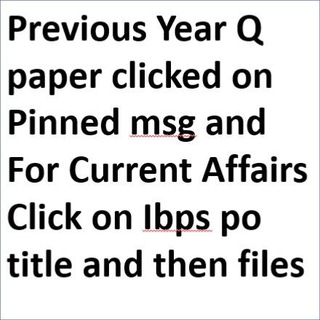 Previous Year Q
paper clicked on
Pinned msg and
For Current Affairs
Click on Ibps po
title and then files